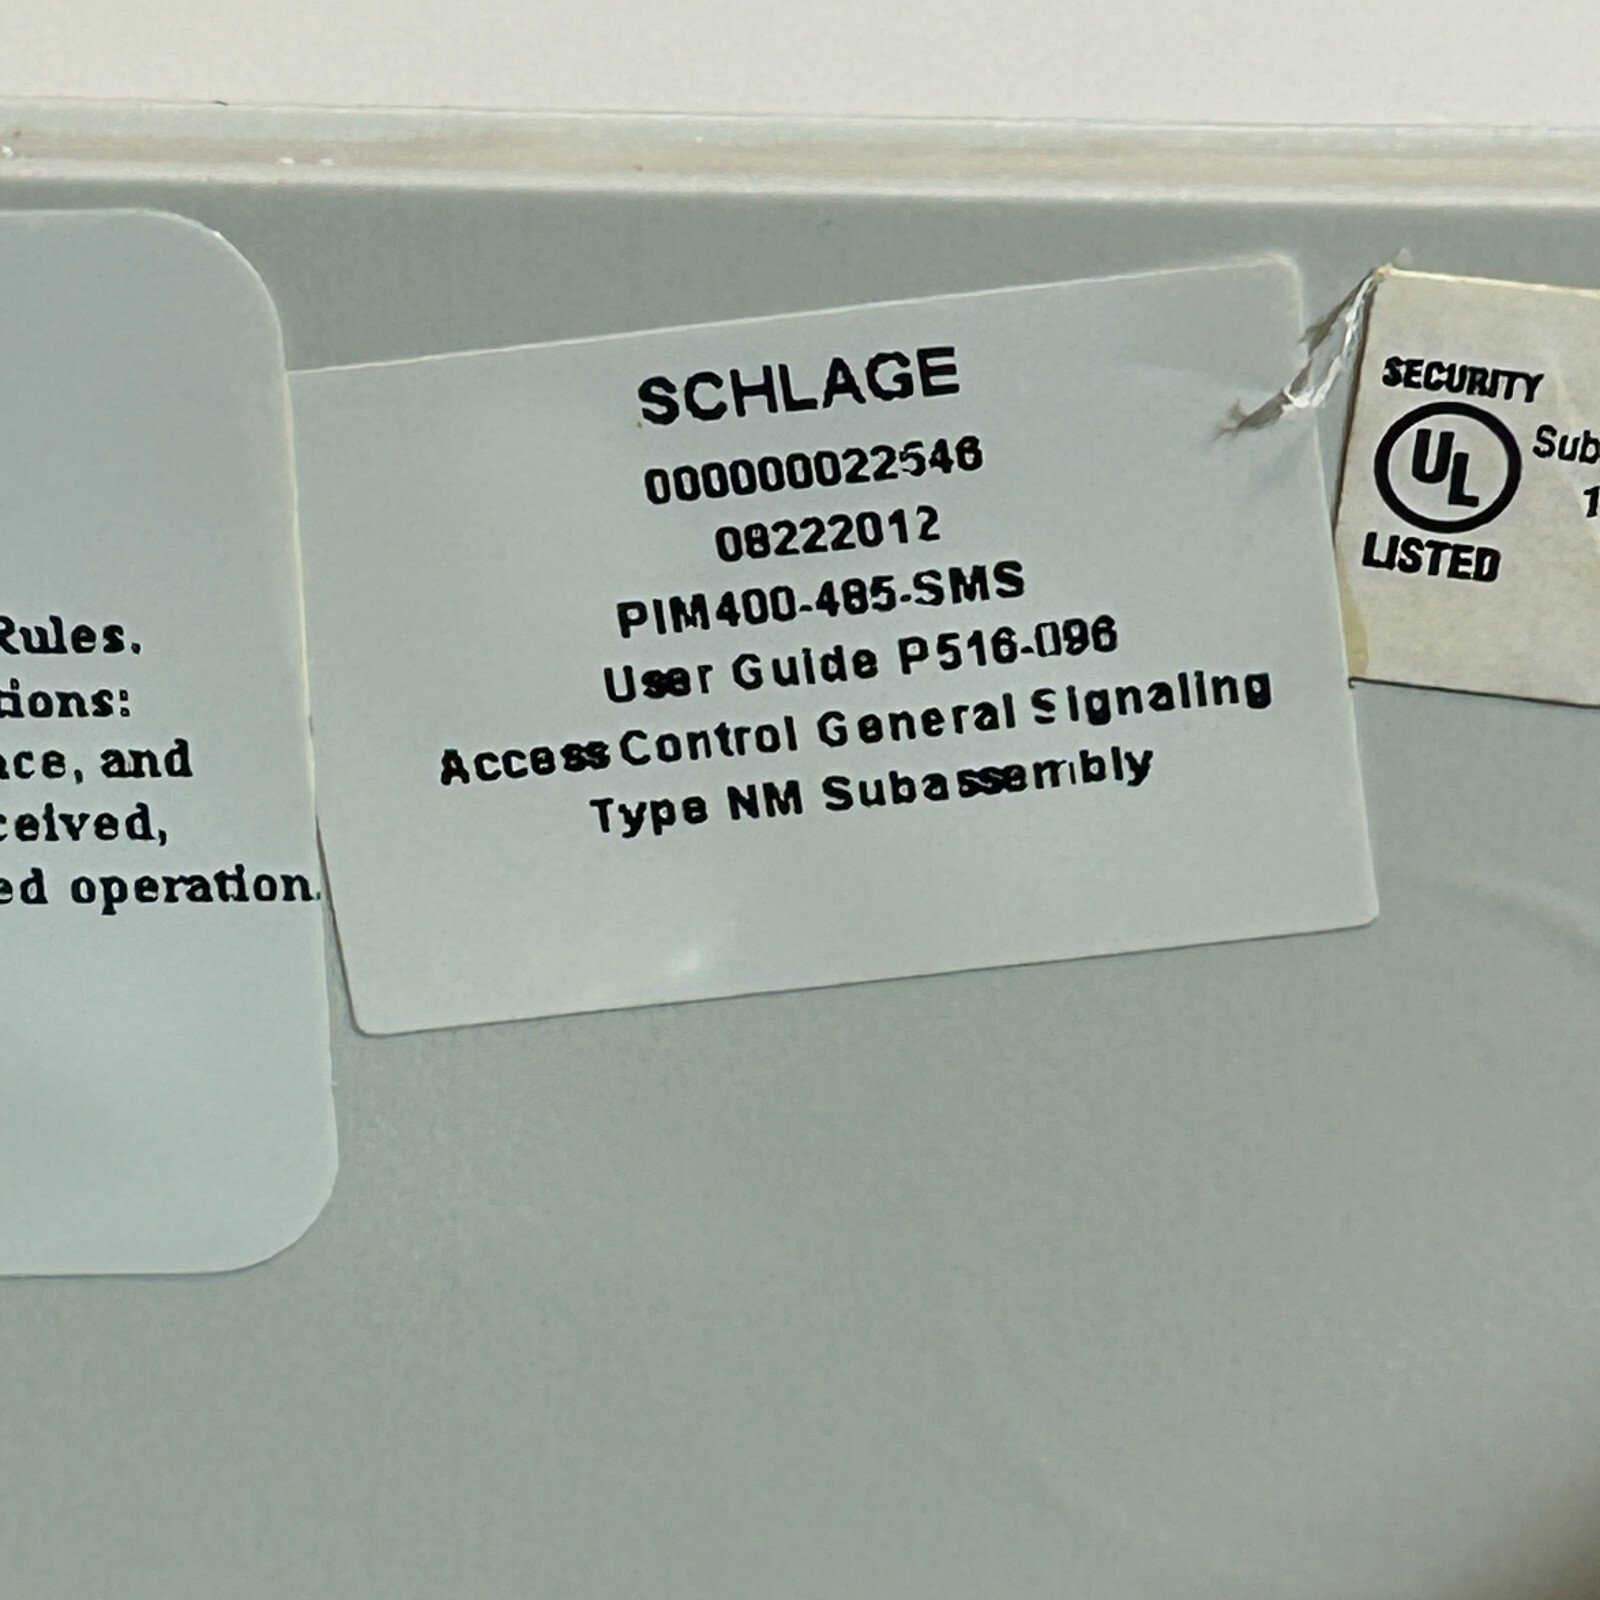 Rules.
tions:
ace, and
ceived,
ed operation.
SCHLAGE
000000022546
08222012
PIM400-485-SMS
User Guide P516-096
Access Control General Signaling
Type NM Subassembly
SECURITY
UL
LISTED
Sub
1